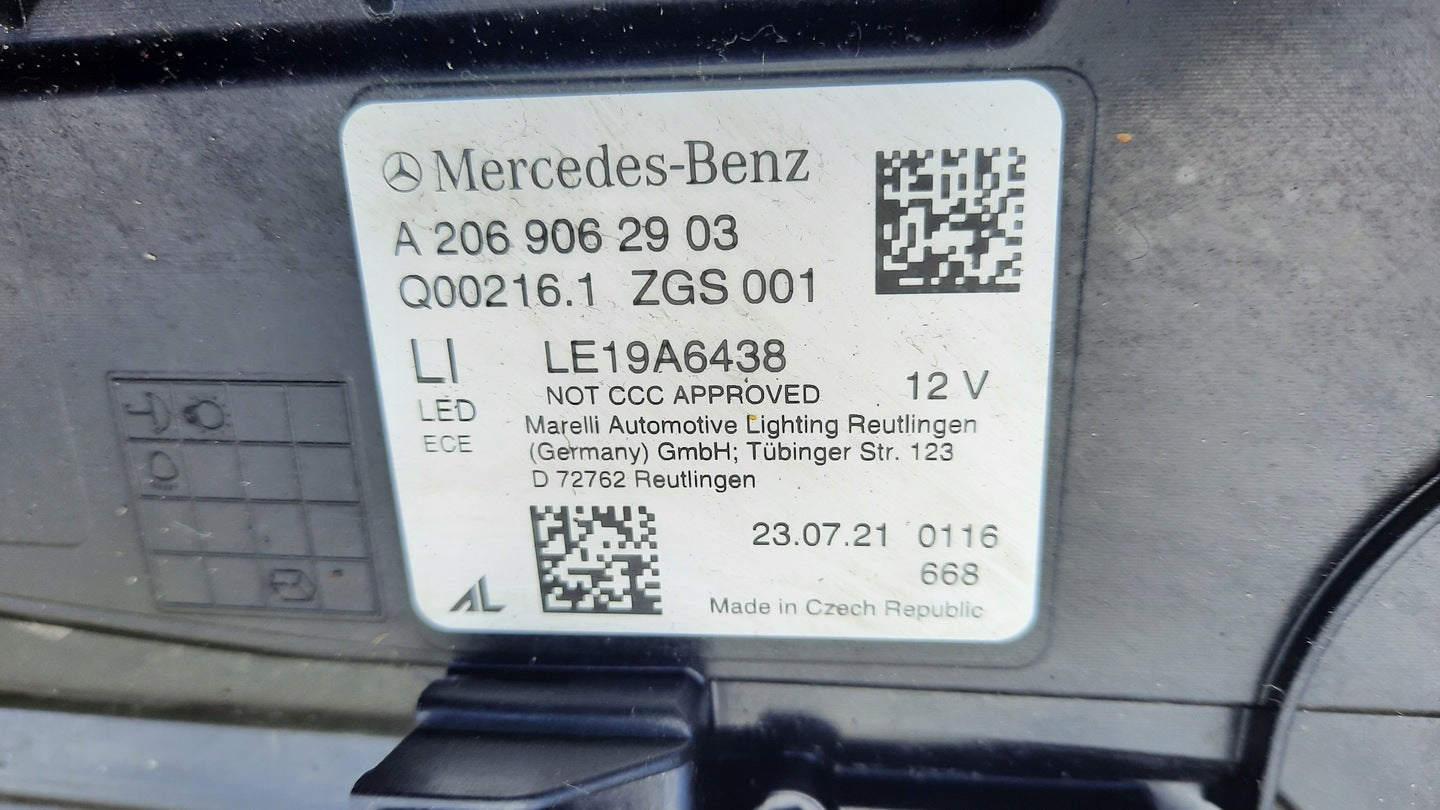 Mercedes-Benz
A 206 906 29 03
Q00216.1 ZGS 001
LI LE19A6438
NOT CCC APPROVED 12 V
LED
Marelli Automotive Lighting Reutlingen
ECE
(Germany) GmbH; Tübinger Str. 123
D 72762 Reutlingen
23.07.21 0116
668
AL
Made in Czech Republic